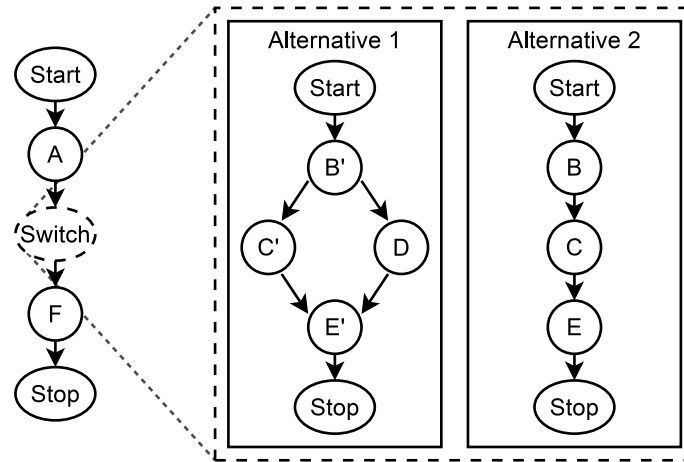 Start
A
Switch
F
Stop
Alternative 1
Start
B'
C'
D
E'
Stop
Alternative 2
Start
B
C
E
Stop